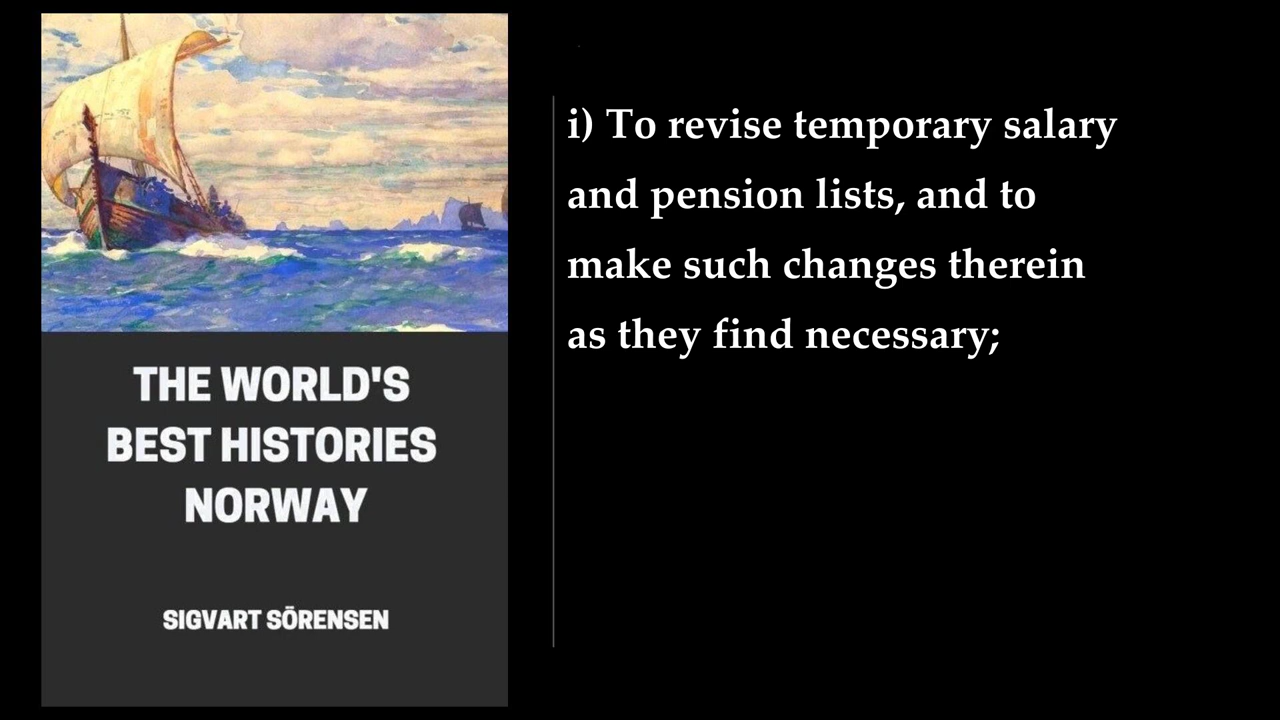 THE WORLD'S
BEST HISTORIES
NORWAY
SIGVART SÖRENSEN
i) To revise temporary salary
and pension lists, and to
make such changes therein
as they find necessary;